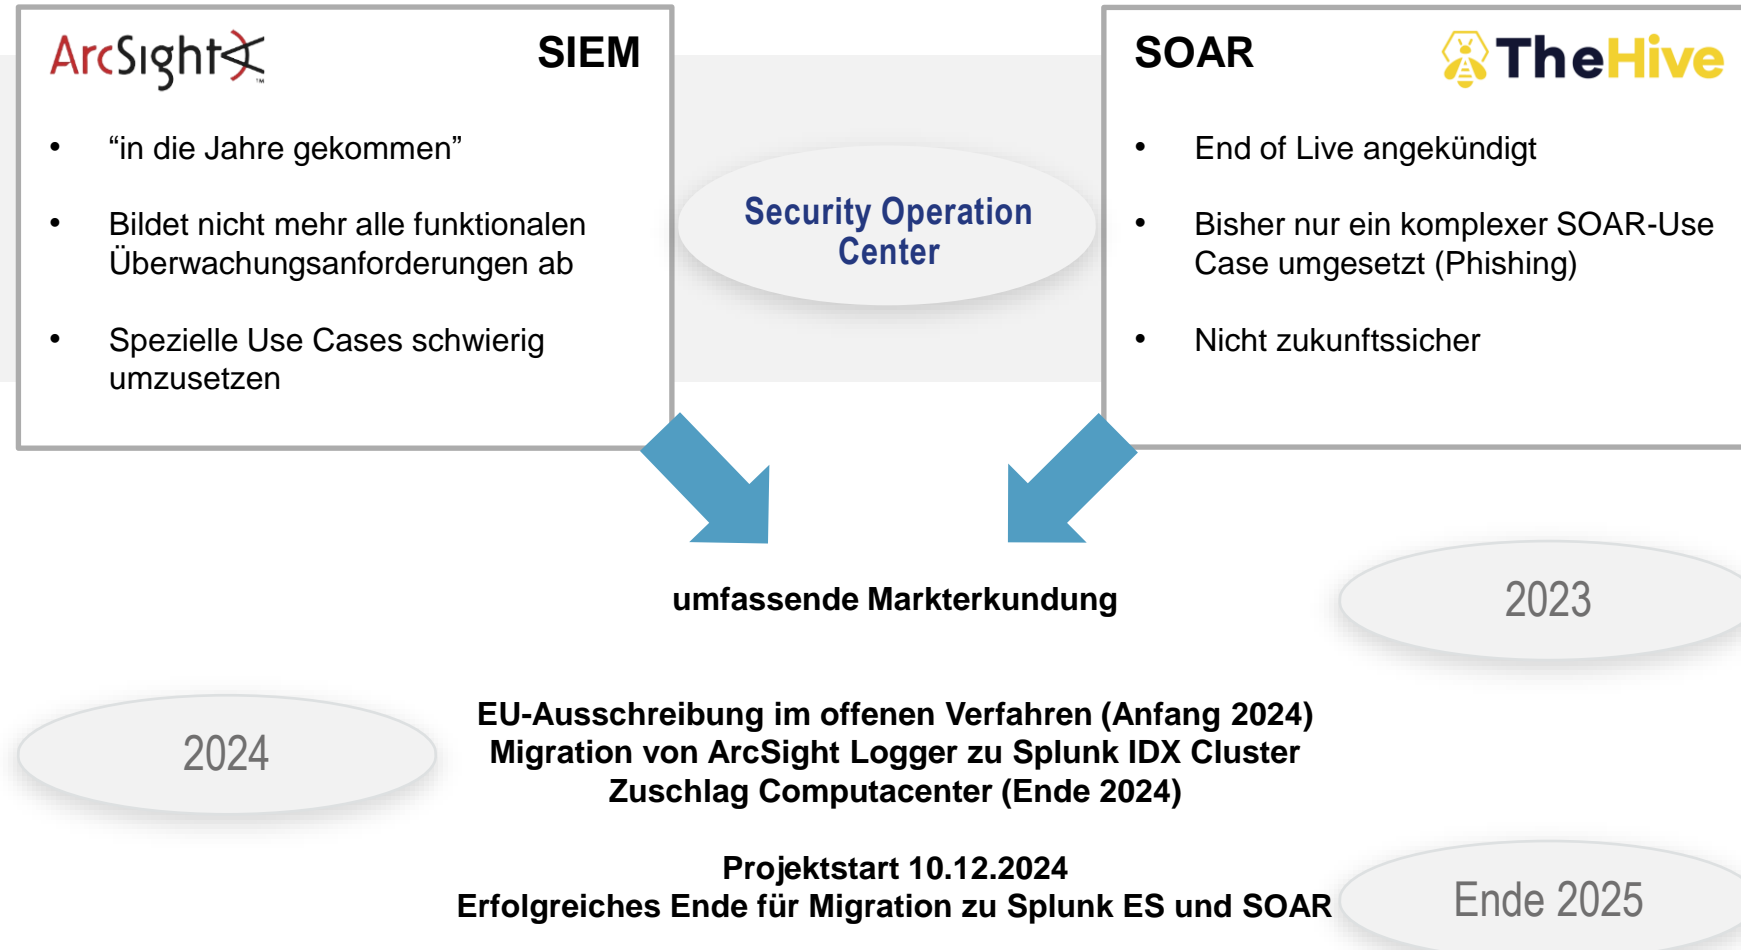 ArcSight
SIEM
• “in die Jahre gekommen”
• Bildet nicht mehr alle funktionalen
Überwachungsanforderungen ab
• Spezielle Use Cases schwierig
umzusetzen
Security Operation
Center
SOAR
TheHive
• End of Live angekündigt
• Bisher nur ein komplexer SOAR-Use
Case umgesetzt (Phishing)
• Nicht zukunftssicher
umfassende Markterkundung
2023
2024
EU-Ausschreibung im offenen Verfahren (Anfang 2024)
Migration von ArcSight Logger zu Splunk IDX Cluster
Zuschlag Computacenter (Ende 2024)
Projektstart 10.12.2024
Erfolgreiches Ende für Migration zu Splunk ES und SOAR
Ende 2025